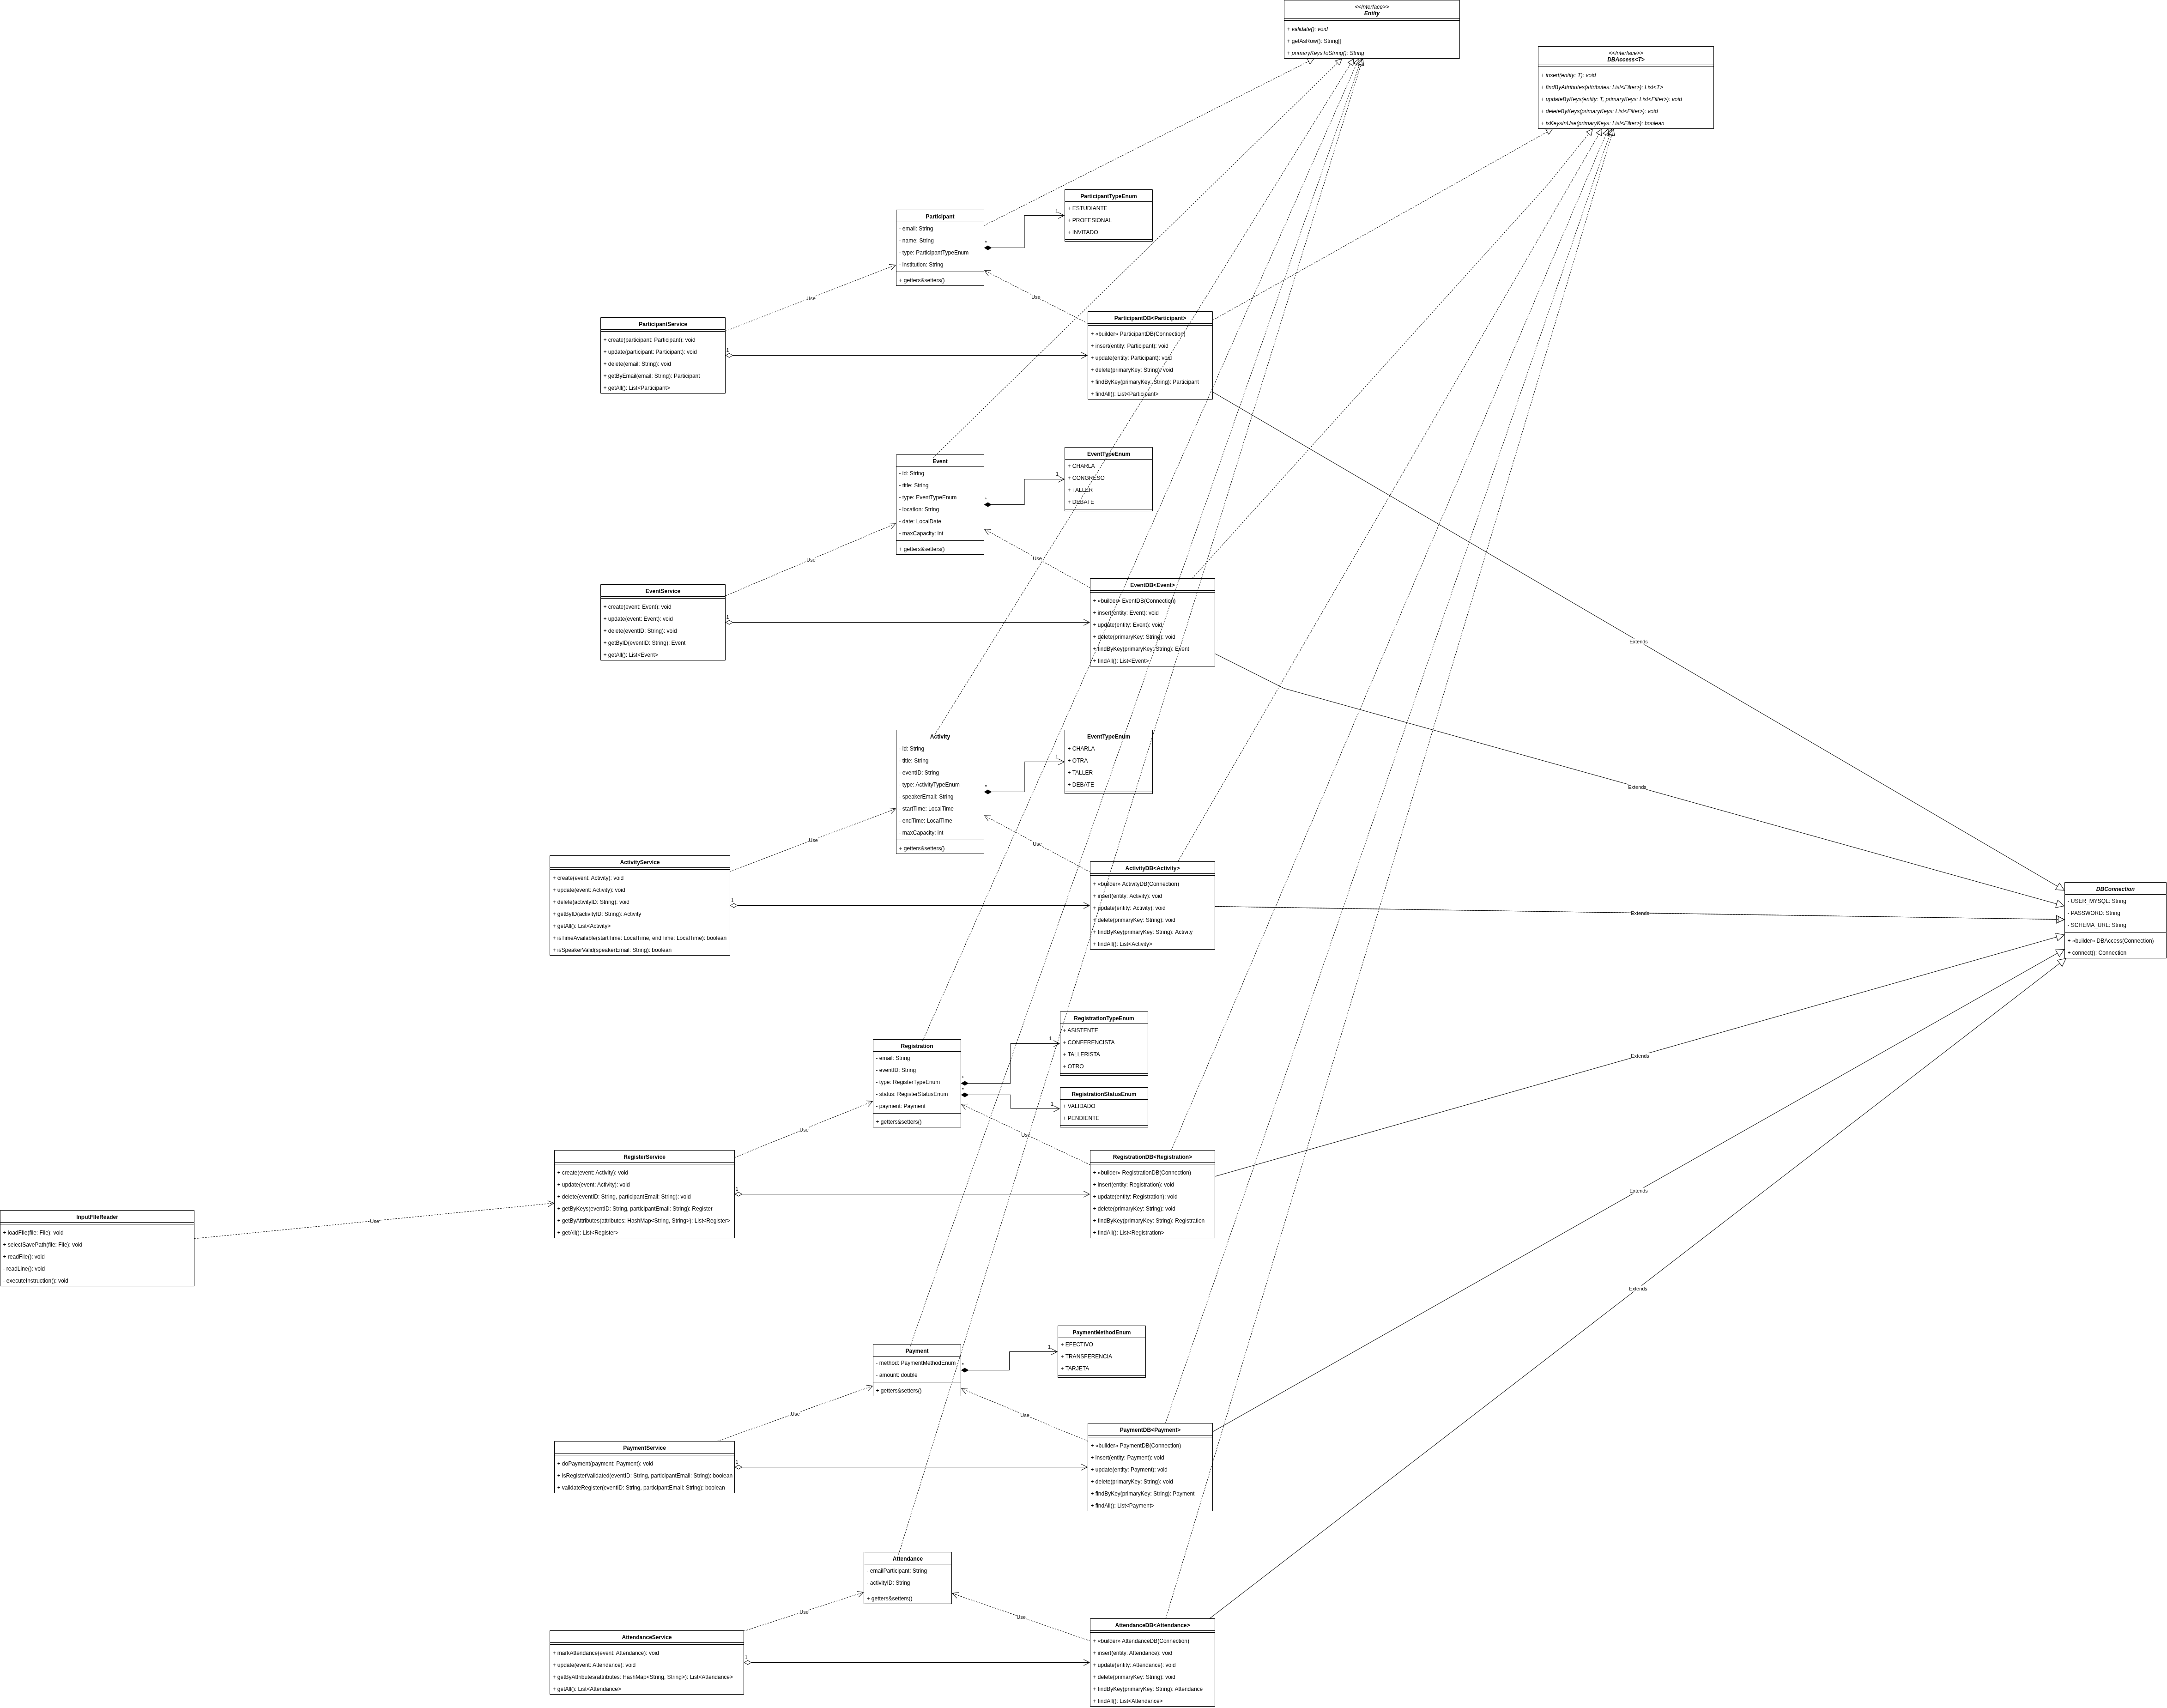 <<Interface>>
Entity
+ validate(): void
+ getAsRow(): String[]
+ primaryKeysToString(): String
<<Interface>>
DBAccess<T>
+ insert(entity: T): void
+ findByAttributes(attributes: List<Filter>): List<T>
+ updateByKeys(entity: T, primaryKeys: List<Filter>): void
+ deleteByKeys(primaryKeys: List<Filter>): void
+ isKeysInUse(primaryKeys: List<Filter>): boolean
ParticipantTypeEnum
+ ESTUDIANTE
+ PROFESIONAL
+ INVITADO
Participant
- email: String
- name: String
- type: ParticipantTypeEnum
- institution: String
+ getters&setters()
*
1
Use
Use
ParticipantService
+ create(participant: Participant): void
+ update(participant: Participant): void
+ delete(email: String): void
+ getByEmail(email: String): Participant
+ getAll(): List<Participant>
1
ParticipantDB<Participant>
+ «builder» ParticipantDB(Connection)
+ insert(entity: Participant): void
+ update(entity: Participant): void
+ delete(primaryKey: String): void
+ findByKey(primaryKey: String): Participant
+ findAll(): List<Participant>
Event
- id: String
- title: String
- type: EventTypeEnum
- location: String
- date: LocalDate
- maxCapacity: int
+ getters&setters()
*
1
EventTypeEnum
+ CHARLA
+ CONGRESO
+ TALLER
+ DEBATE
Use
Use
EventService
+ create(event: Event): void
+ update(event: Event): void
+ delete(eventID: String): void
+ getByID(eventID: String): Event
+ getAll(): List<Event>
1
EventDB<Event>
+ «builder» EventDB(Connection)
+ insert(entity: Event): void
+ update(entity: Event): void
+ delete(primaryKey: String): void
+ findByKey(primaryKey: String): Event
+ findAll(): List<Event>
Extends
Extends
Activity
- id: String
- title: String
- eventID: String
- type: ActivityTypeEnum
- speakerEmail: String
- startTime: LocalTime
- endTime: LocalTime
- maxCapacity: int
+ getters&setters()
*
1
EventTypeEnum
+ CHARLA
+ OTRA
+ TALLER
+ DEBATE
Use
Use
ActivityService
+ create(event: Activity): void
+ update(event: Activity): void
+ delete(activityID: String): void
+ getByID(activityID: String): Activity
+ getAll(): List<Activity>
+ isTimeAvailable(startTime: LocalTime, endTime: LocalTime): boolean
+ isSpeakerValid(speakerEmail: String): boolean
1
ActivityDB<Activity>
+ «builder» ActivityDB(Connection)
+ insert(entity: Activity): void
+ update(entity: Activity): void
+ delete(primaryKey: String): void
+ findByKey(primaryKey: String): Activity
+ findAll(): List<Activity>
Extends
DBConnection
- USER_MYSQL: String
- PASSWORD: String
- SCHEMA_URL: String
+ «builder» DBAccess(Connection)
+ connect(): Connection
Registration
- email: String
- eventID: String
- type: RegisterTypeEnum
- status: RegisterStatusEnum
- payment: Payment
+ getters&setters()
*
*
1
1
RegistrationTypeEnum
+ ASISTENTE
+ CONFERENCISTA
+ TALLERISTA
+ OTRO
RegistrationStatusEnum
+ VALIDADO
+ PENDIENTE
Extends
Use
Use
RegisterService
+ create(event: Activity): void
+ update(event: Activity): void
+ delete(eventID: String, participantEmail: String): void
+ getByKeys(eventID: String, participantEmail: String): Register
+ getByAttributes(attributes: HashMap<String, String>): List<Register>
+ getAll(): List<Register>
1
RegistrationDB<Registration>
+ «builder» RegistrationDB(Connection)
+ insert(entity: Registration): void
+ update(entity: Registration): void
+ delete(primaryKey: String): void
+ findByKey(primaryKey: String): Registration
+ findAll(): List<Registration>
Extends
InputFIleReader
+ loadFIle(file: File): void
+ selectSavePath(file: File): void
+ readFile(): void
- readLine(): void
- executeInstruction(): void
Use
Extends
Payment
- method: PaymentMethodEnum
- amount: double
+ getters&setters()
*
1
PaymentMethodEnum
+ EFECTIVO
+ TRANSFERENCIA
+ TARJETA
Use
Use
PaymentService
+ doPayment(payment: Payment): void
+ isRegisterValidated(eventID: String, participantEmail: String): boolean
+ validateRegister(eventID: String, participantEmail: String): boolean
1
PaymentDB<Payment>
+ «builder» PaymentDB(Connection)
+ insert(entity: Payment): void
+ update(entity: Payment): void
+ delete(primaryKey: String): void
+ findByKey(primaryKey: String): Payment
+ findAll(): List<Payment>
Attendance
- emailParticipant: String
- activityID: String
+ getters&setters()
Use
Use
AttendanceService
+ markAttendance(event: Attendance): void
+ update(event: Attendance): void
+ getByAttributes(attributes: HashMap<String, String>): List<Attendance>
+ getAll(): List<Attendance>
1
AttendanceDB<Attendance>
+ «builder» AttendanceDB(Connection)
+ insert(entity: Attendance): void
+ update(entity: Attendance): void
+ delete(primaryKey: String): void
+ findByKey(primaryKey: String): Attendance
+ findAll(): List<Attendance>